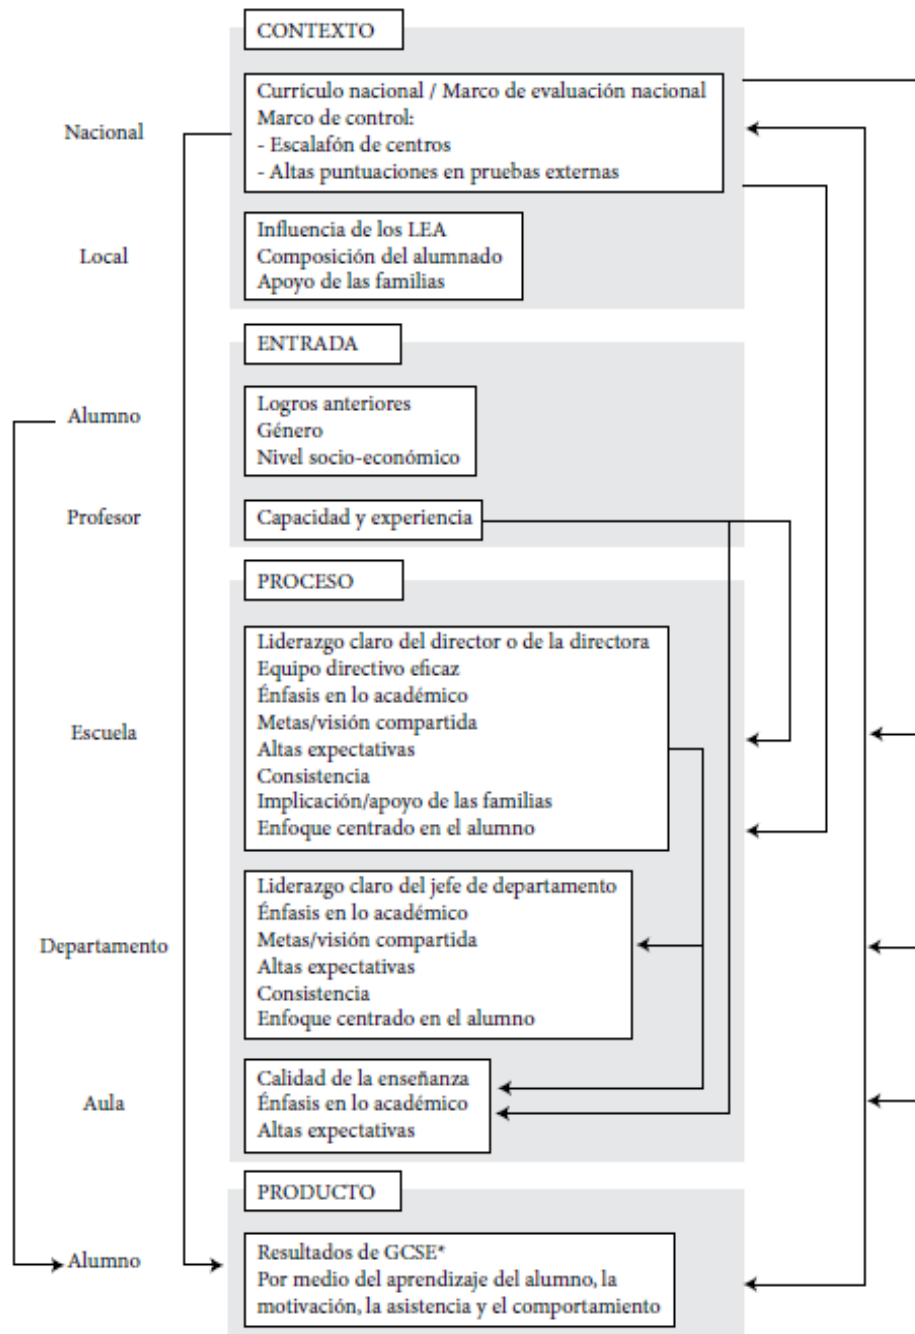 CONTEXTO
Nacional
Currículo nacional / Marco de evaluación nacional
Marco de control:
- Escalafón de centros
- Altas puntuaciones en pruebas externas
Local
Influencia de los LEA
Composición del alumnado
Apoyo de las familias
ENTRADA
Alumno
Logros anteriores
Género
Nivel socio-económico
Profesor
Capacidad y experiencia
PROCESO
Escuela
Liderazgo claro del director o de la directora
Equipo directivo eficaz
Énfasis en lo académico
Metas/visión compartida
Altas expectativas
Consistencia
Implicación/apoyo de las familias
Enfoque centrado en el alumno
Departamento
Liderazgo claro del jefe de departamento
Énfasis en lo académico
Metas/visión compartida
Altas expectativas
Consistencia
Enfoque centrado en el alumno
Aula
Calidad de la enseñanza
Énfasis en lo académico
Altas expectativas
PRODUCTO
Alumno
Resultados de GCSE*
Por medio del aprendizaje del alumno, la
motivación, la asistencia y el comportamiento